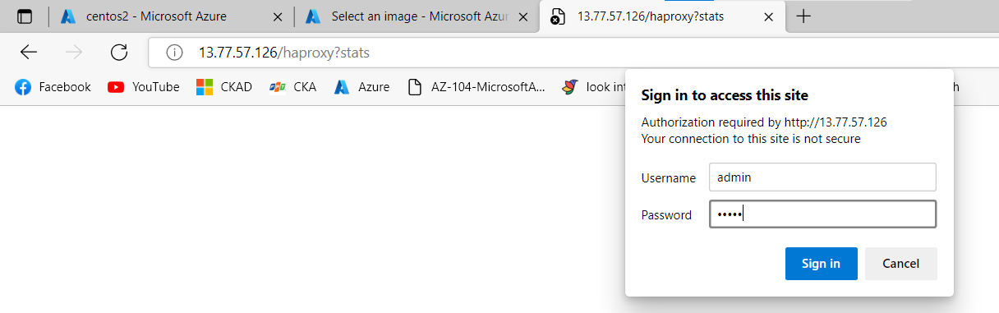 centos2 - Microsoft Azure
Select an image - Microsoft Azur
13.77.57.126/haproxy?stats
13.77.57.126/haproxy?stats
Facebook YouTube CKAD CKA Azure AZ-104-MicrosoftA... look int h
Sign in to access this site
Authorization required by http://13.77.57.126
Your connection to this site is not secure
Username admin
Password •••••
Sign in Cancel